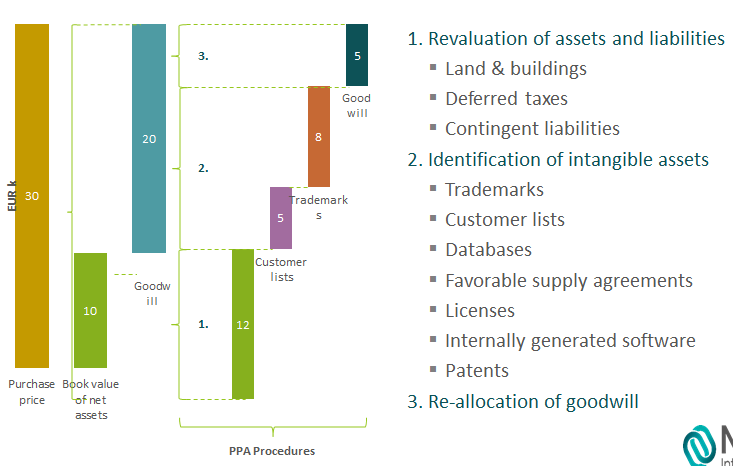 EUR k
30
10
20
3.
2.
1.
12
5
8
5
Purchase
price
Book value
of net
assets
Goodw
ill
Customer
lists
Trademark
s
Good
will
PPA Procedures
1. Revaluation of assets and liabilities
▪ Land & buildings
▪ Deferred taxes
▪ Contingent liabilities
2. Identification of intangible assets
▪ Trademarks
▪ Customer lists
▪ Databases
▪ Favorable supply agreements
▪ Licenses
▪ Internally generated software
▪ Patents
3. Re-allocation of goodwill